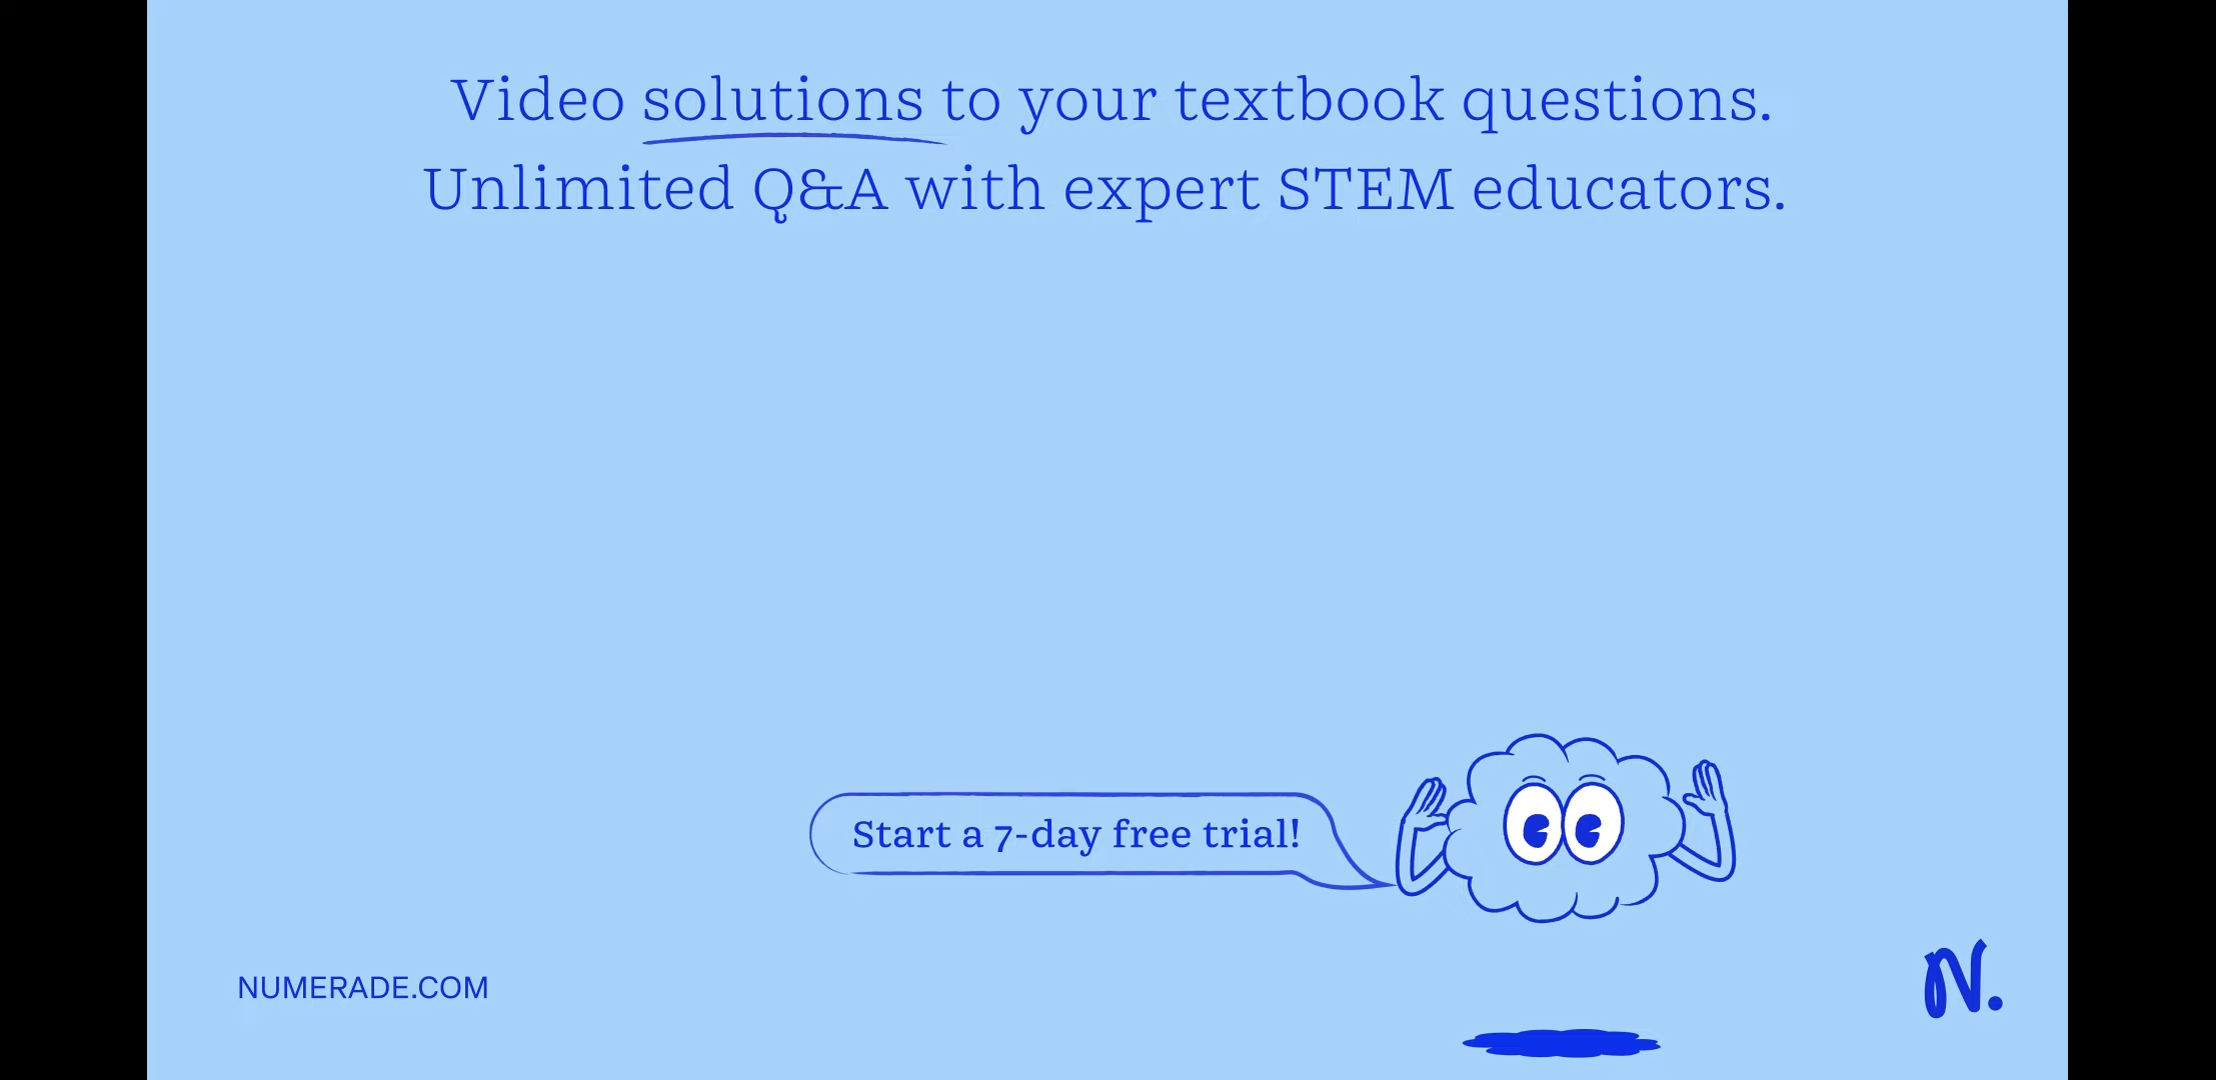 Video solutions to your textbook questions.
Unlimited Q&A with expert STEM educators.
Start a 7-day free trial!
NUMERADE.COM
N.